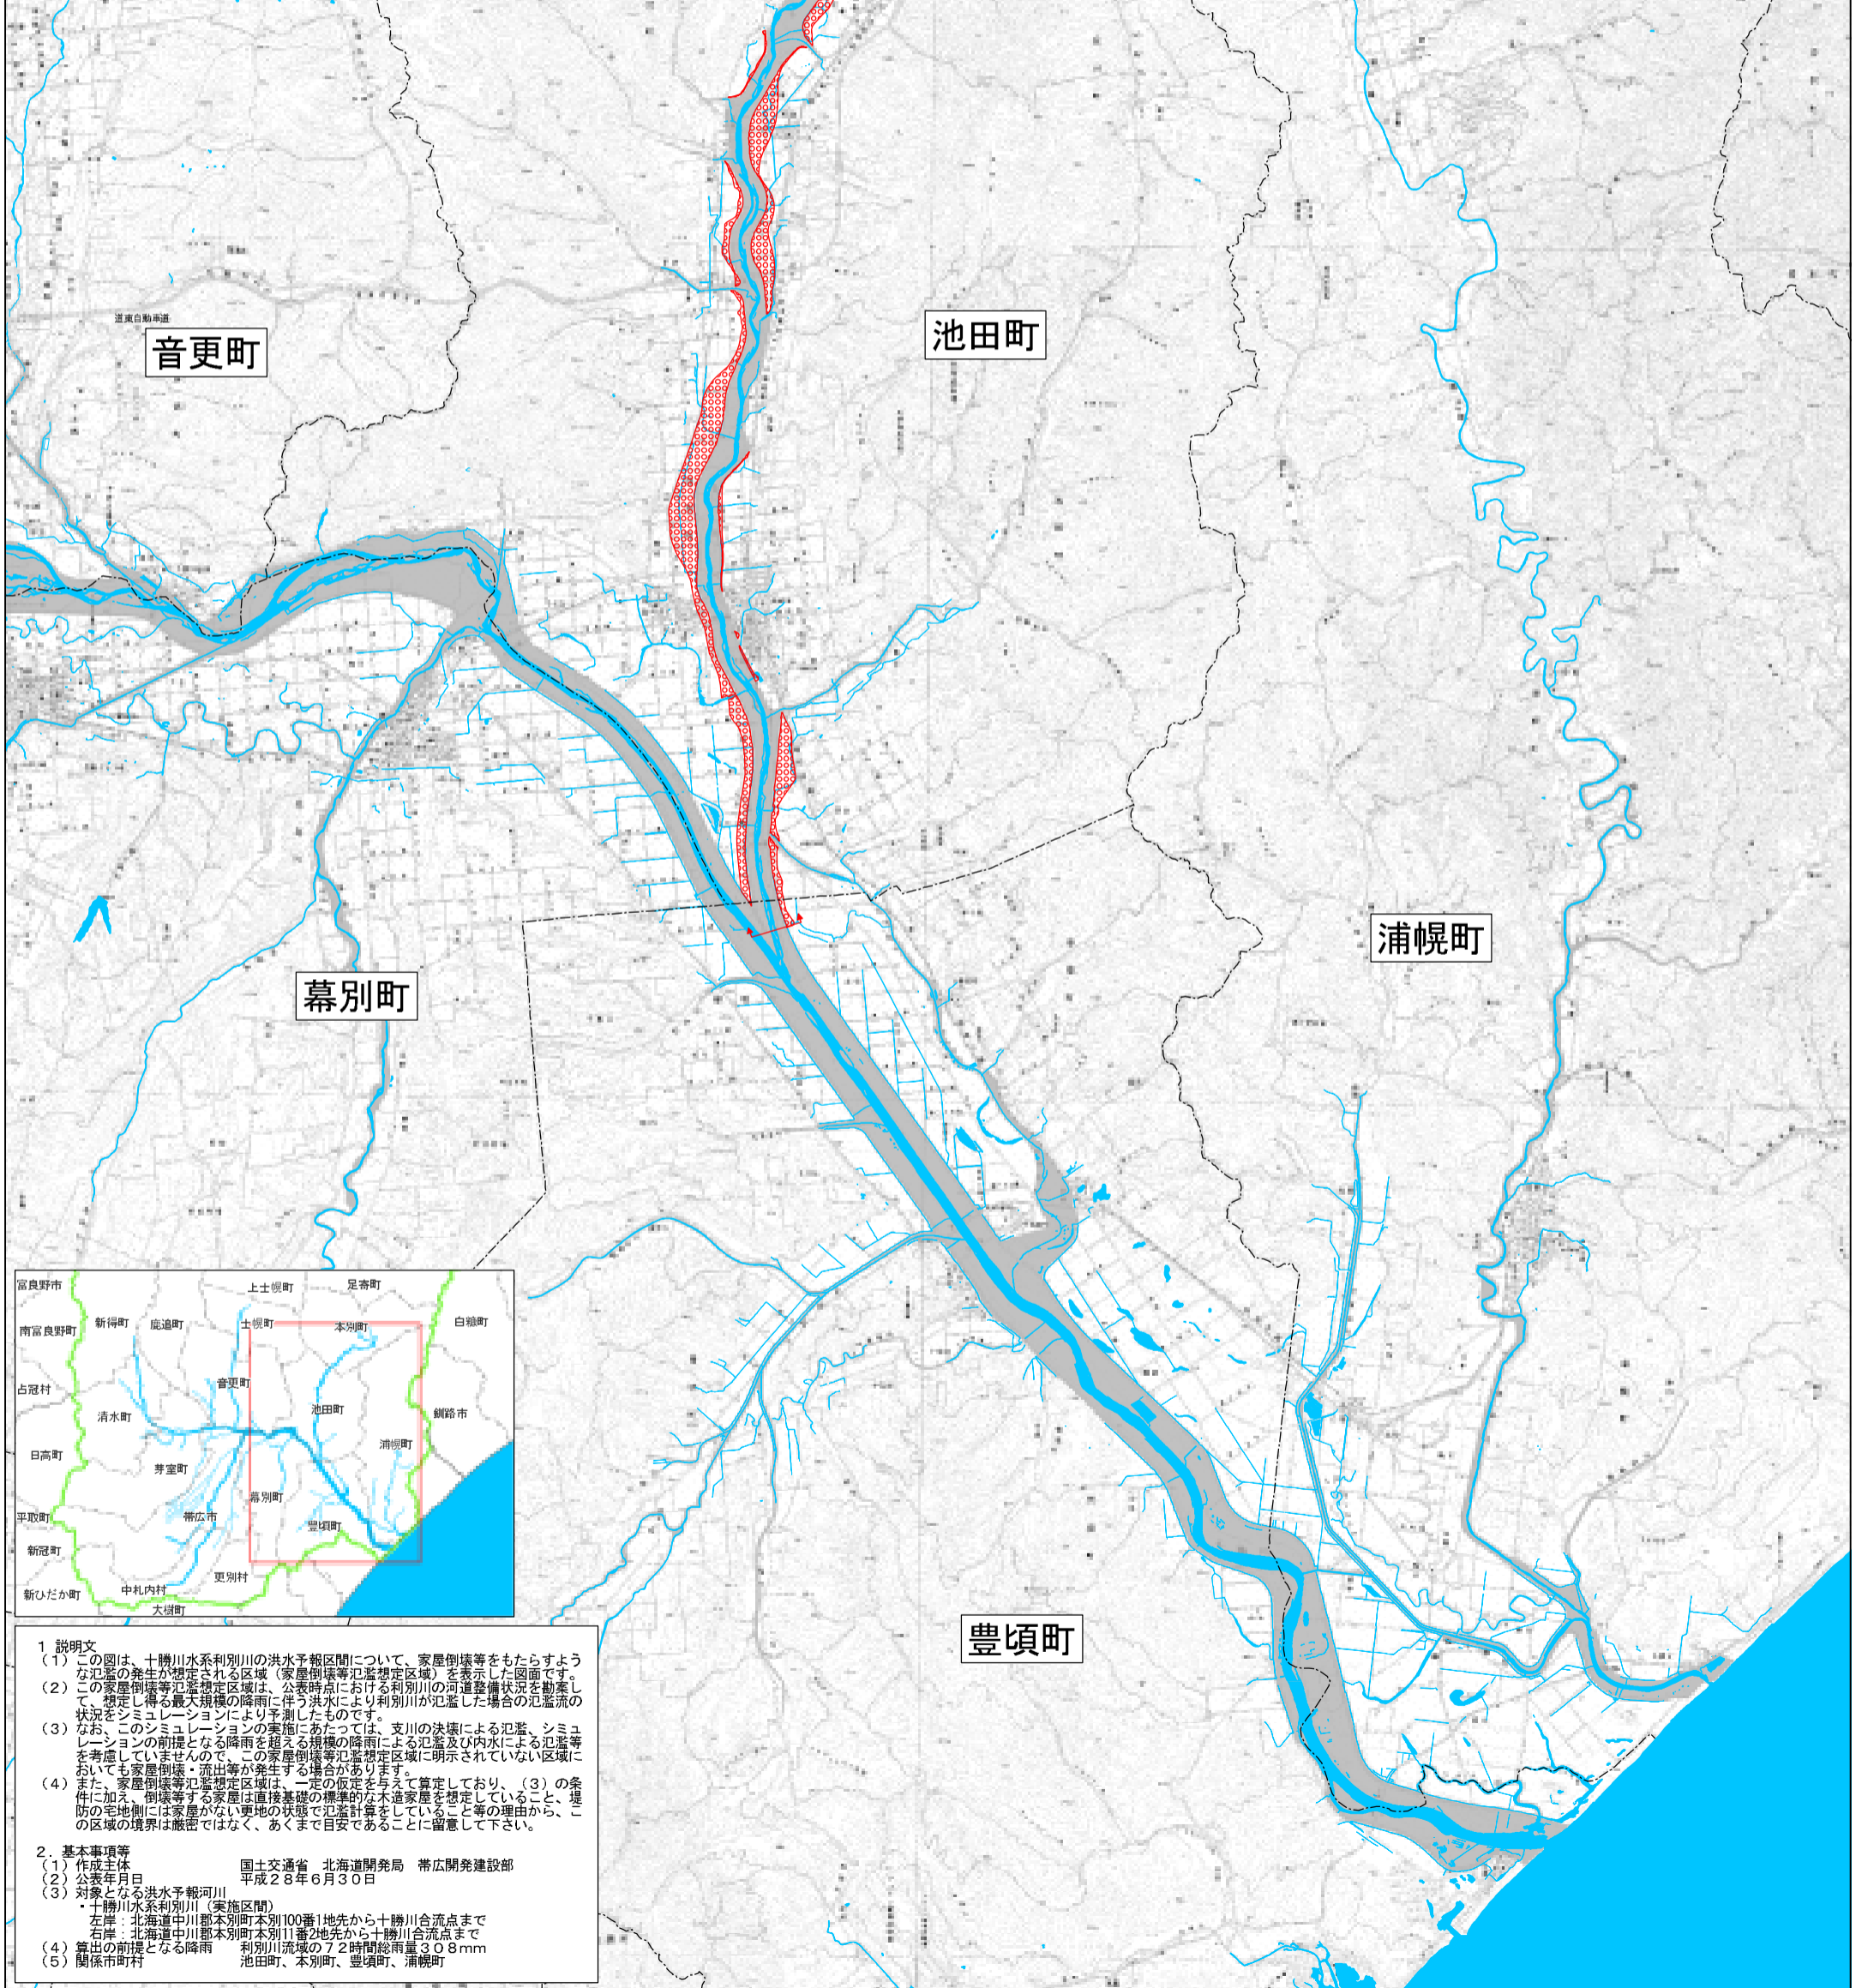 道東自動車道
音更町
池田町
浦幌町
幕別町
豊頃町
富良野市
上士幌町
足寄町
南富良野町
新得町
鹿追町
士幌町
本別町
白糠町
占冠村
音更町
清水町
池田町
釧路市
日高町
浦幌町
芽室町
幕別町
平取町
帯広市
豊頃町
新冠町
更別村
新ひだか町
中札内村
大樹町
1 説明文
(1) この図は、十勝川水系利別川の洪水予報区間について、家屋倒壊等をもたらすよう
な氾濫の発生が想定される区域（家屋倒壊等氾濫想定区域）を表示した図面です。
(2) この家屋倒壊等氾濫想定区域は、公表時点における利別川の河道整備状況を勘案し
て、想定し得る最大規模の降雨に伴う洪水により利別川が氾濫した場合の氾濫流の
状況をシミュレーションにより予測したものです。
(3) なお、このシミュレーションの実施にあたっては、支川の決壊による氾濫、シミュ
レーションの前提となる降雨を超える規模の降雨による氾濫及び内水による氾濫等
を考慮していませんので、この家屋倒壊等氾濫想定区域に明示されていない区域に
おいても家屋倒壊・流出等が発生する場合があります。
(4) また、家屋倒壊等氾濫想定区域は、一定の仮定を与えて算定しており、（3）の条
件に加え、倒壊等する家屋は直接基礎の標準的な木造家屋を想定していること、堤
防の宅地側には家屋がない更地の状態で氾濫計算をしていること等の理由から、こ
の区域の境界は厳密ではなく、あくまで目安であることに留意して下さい。
2. 基本事項等
(1) 作成主体 国土交通省 北海道開発局 帯広開発建設部
(2) 公表年月日 平成28年6月30日
(3) 対象となる洪水予報河川
・十勝川水系利別川（実施区間）
左岸：北海道中川郡本別町本別100番1地先から十勝川合流点まで
右岸：北海道中川郡本別町本別11番2地先から十勝川合流点まで
(4) 算出の前提となる降雨 利別川流域の72時間総雨量308mm
(5) 関係市町村 池田町、本別町、豊頃町、浦幌町